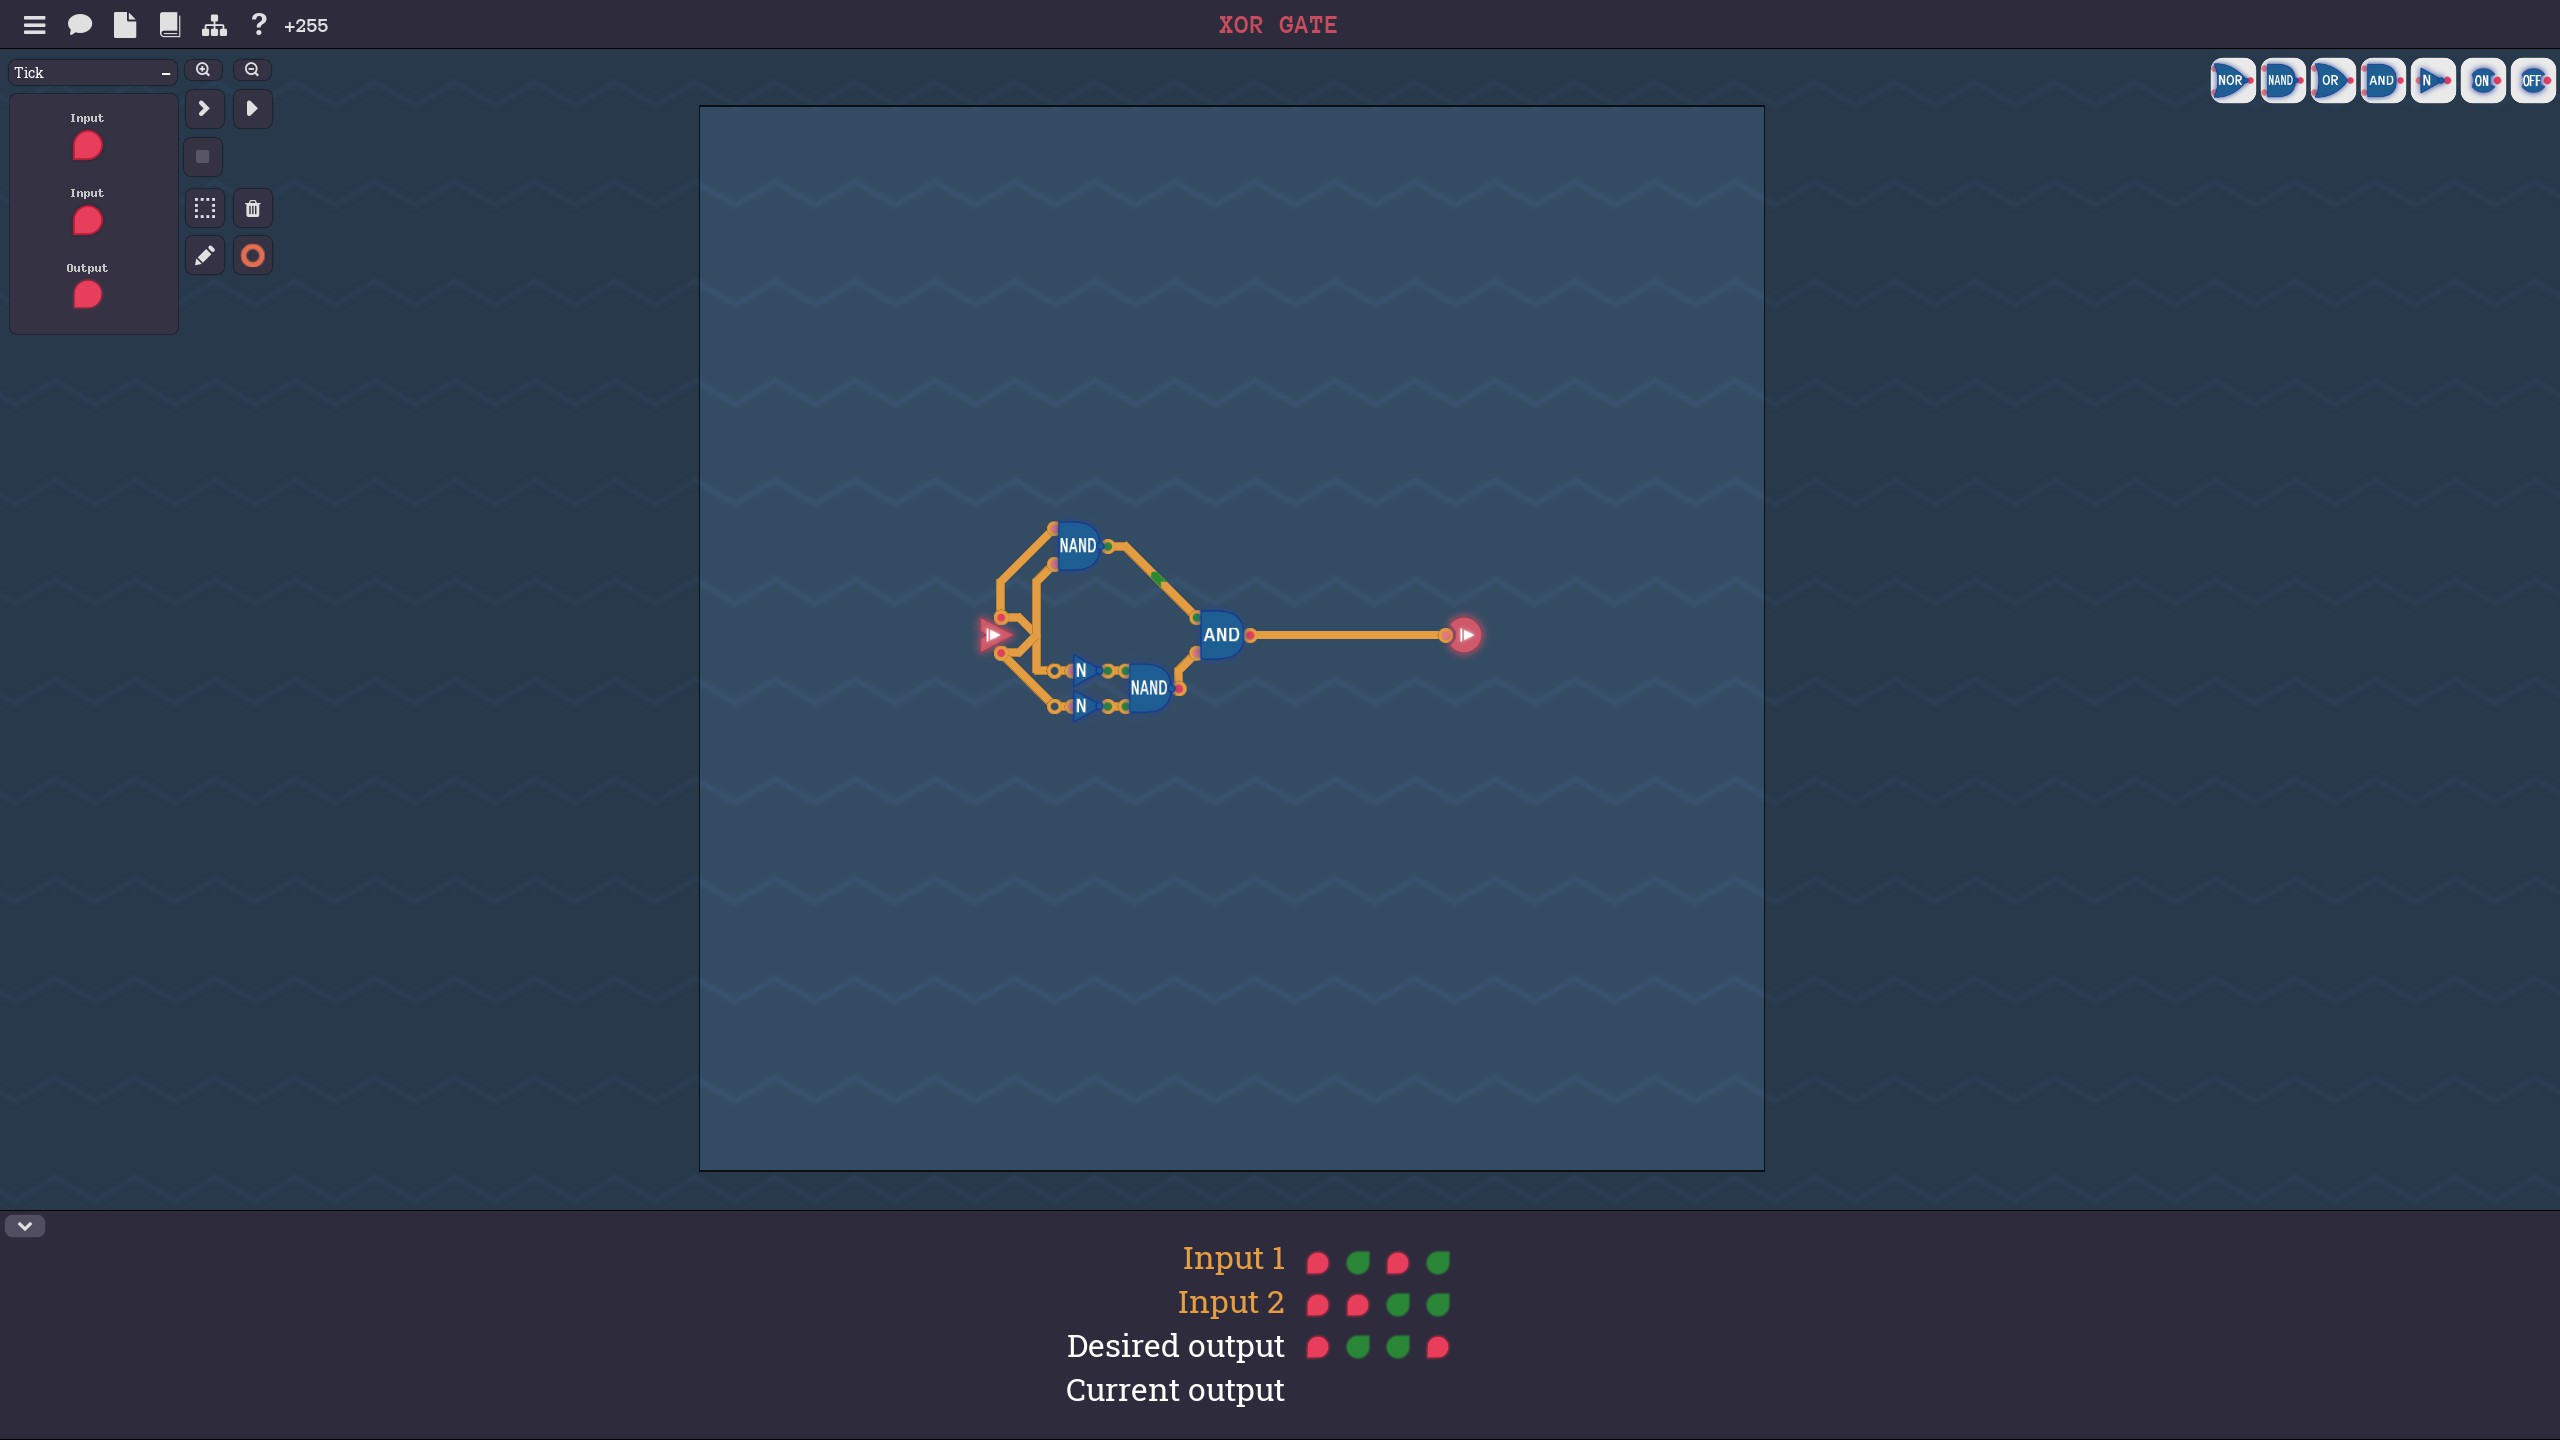 +255
XOR GATE
Tick
NOR NAND OR AND N ON OFF
Input
Input
Output
NAND
AND
N
NAND
N
Input 1
Input 2
Desired output
Current output